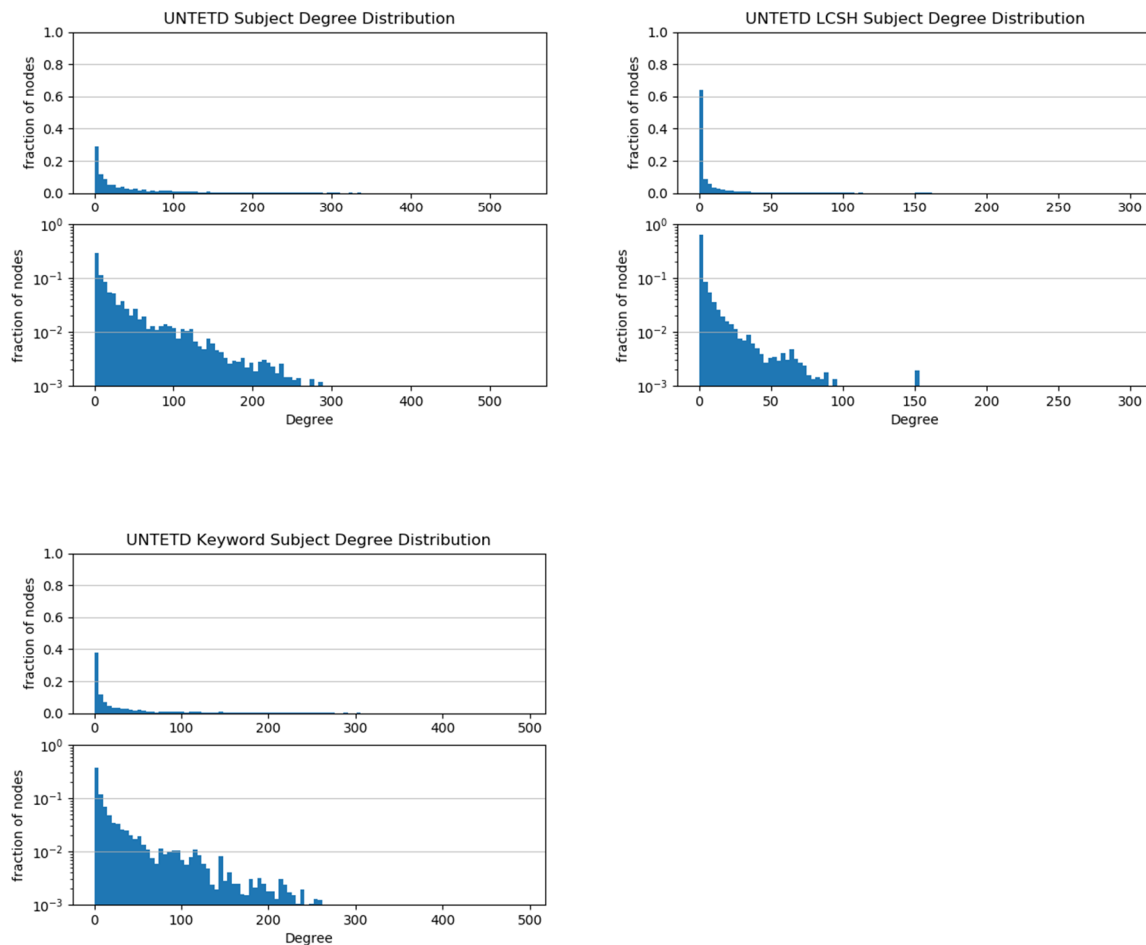 UNTETD Subject Degree Distribution
1.0
0.8
0.6
0.4
0.2
0.0
fraction of nodes
0 100 200 300 400 500
10⁰
10⁻¹
10⁻²
10⁻³
fraction of nodes
0 100 200 300 400 500
Degree
UNTETD LCSH Subject Degree Distribution
1.0
0.8
0.6
0.4
0.2
0.0
fraction of nodes
0 50 100 150 200 250 300
10⁰
10⁻¹
10⁻²
10⁻³
fraction of nodes
0 50 100 150 200 250 300
Degree
UNTETD Keyword Subject Degree Distribution
1.0
0.8
0.6
0.4
0.2
0.0
fraction of nodes
0 100 200 300 400 500
10⁰
10⁻¹
10⁻²
10⁻³
fraction of nodes
0 100 200 300 400 500
Degree